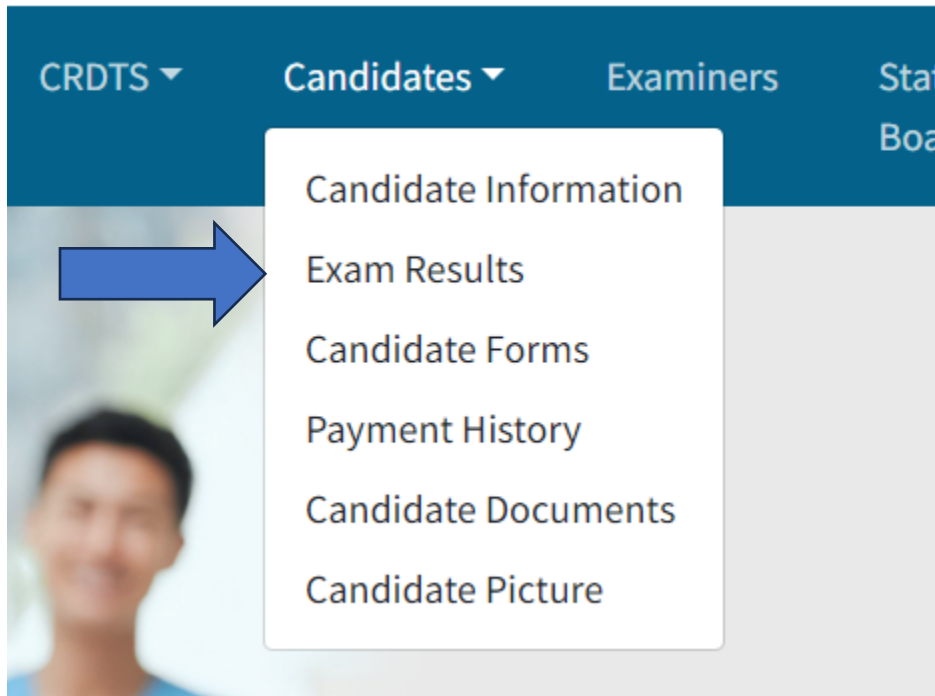 CRDTS Candidates Examiners
Candidate Information
Exam Results
Candidate Forms
Payment History
Candidate Documents
Candidate Picture